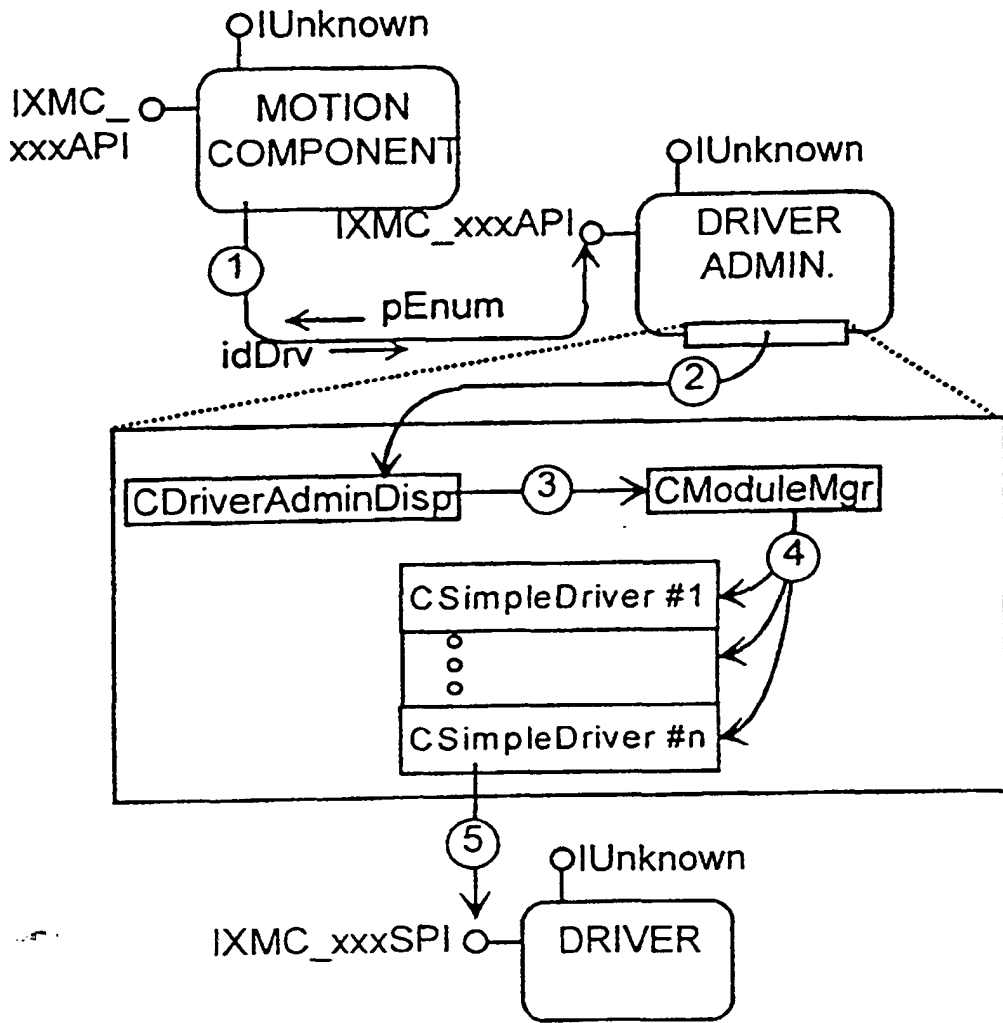 IUnknown
IXMC_
xxxAPI
MOTION
COMPONENT
IUnknown
IXMC_xxxAPI
DRIVER
ADMIN.
1
pEnum
idDrv
2
CDriverAdminDisp
3
CModuleMgr
4
CSimpleDriver #1
CSimpleDriver #n
5
IUnknown
IXMC_xxxSPI
DRIVER